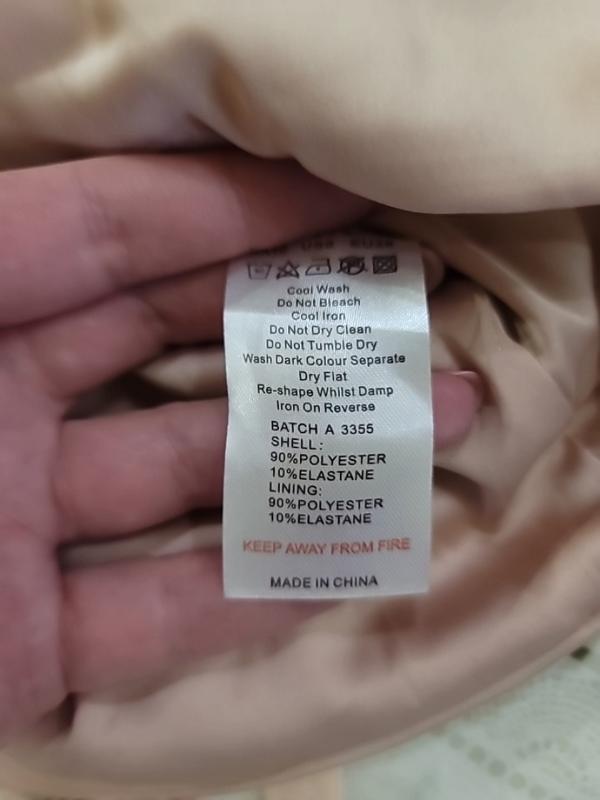 Cool Wash
Do Not Bleach
Cool Iron
Do Not Dry Clean
Do Not Tumble Dry
Wash Dark Colour Separate
Dry Flat
Re-shape Whilst Damp
Iron On Reverse
BATCH A 3355
SHELL:
90%POLYESTER
10%ELASTANE
LINING:
90%POLYESTER
10%ELASTANE
KEEP AWAY FROM FIRE
MADE IN CHINA